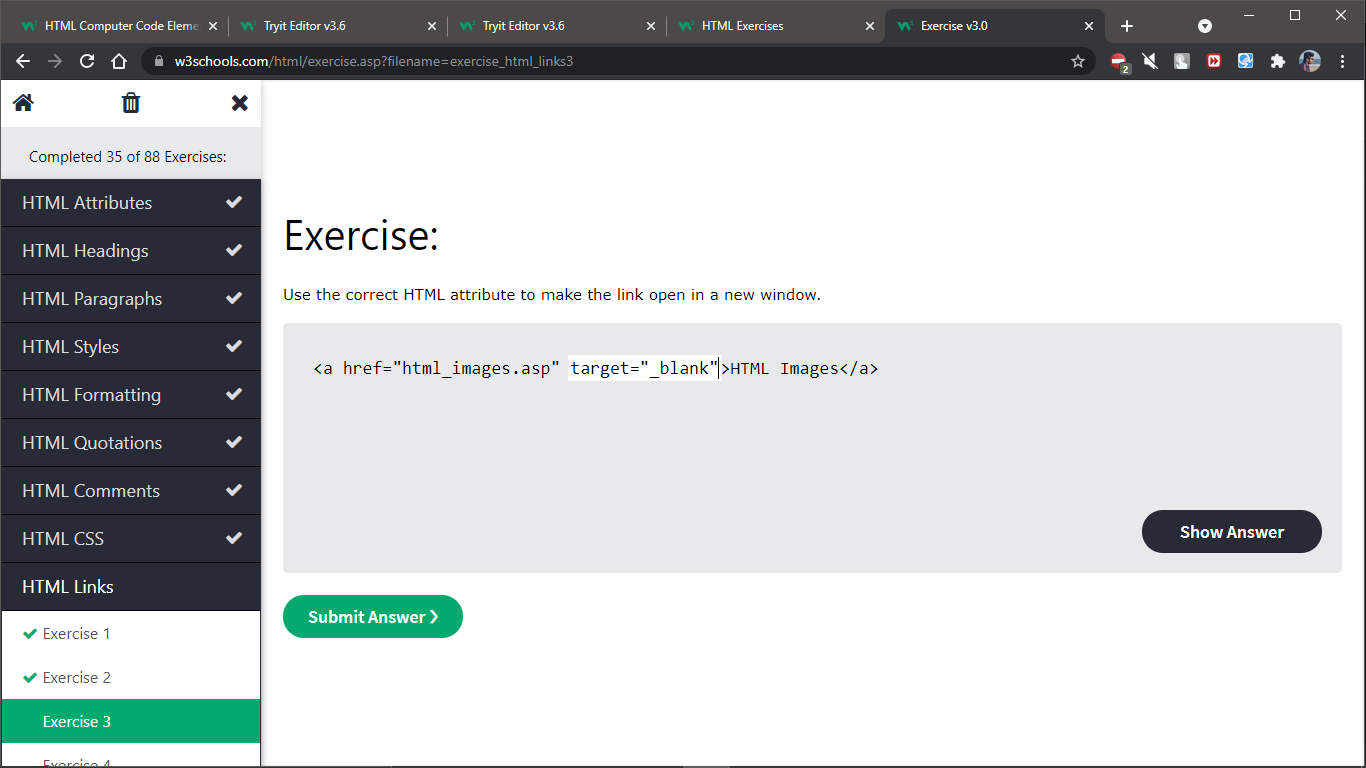 HTML Computer Code Eleme
Tryit Editor v3.6
Tryit Editor v3.6
HTML Exercises
Exercise v3.0
w3schools.com/html/exercise.asp?filename=exercise_html_links3
2
Completed 35 of 88 Exercises:
HTML Attributes
HTML Headings
HTML Paragraphs
HTML Styles
HTML Formatting
HTML Quotations
HTML Comments
HTML CSS
HTML Links
Exercise 1
Exercise 2
Exercise 3
Exercise 4
Exercise:
Use the correct HTML attribute to make the link open in a new window.
<a href="html_images.asp" target="_blank">HTML Images</a>
Show Answer
Submit Answer ❯